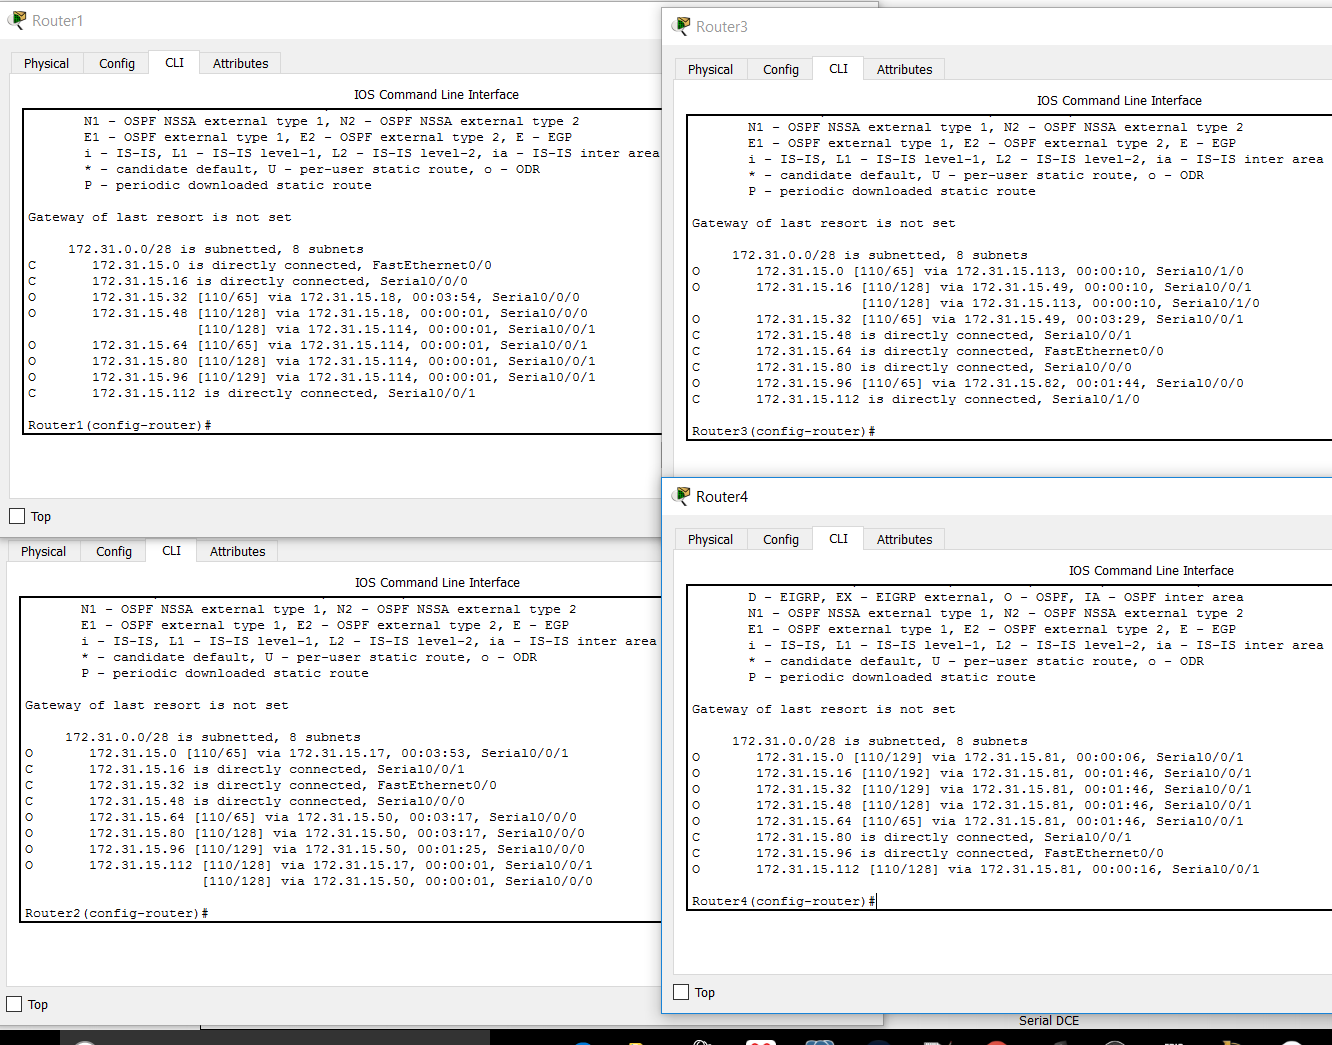 Router1
Physical
Config
CLI
Attributes
IOS Command Line Interface
N1 - OSPF NSSA external type 1, N2 - OSPF NSSA external type 2
E1 - OSPF external type 1, E2 - OSPF external type 2, E - EGP
i - IS-IS, L1 - IS-IS level-1, L2 - IS-IS level-2, ia - IS-IS inter area
* - candidate default, U - per-user static route, o - ODR
P - periodic downloaded static route
Gateway of last resort is not set
172.31.0.0/28 is subnetted, 8 subnets
C 172.31.15.0 is directly connected, FastEthernet0/0
C 172.31.15.16 is directly connected, Serial0/0/0
O 172.31.15.32 [110/65] via 172.31.15.18, 00:03:54, Serial0/0/0
O 172.31.15.48 [110/128] via 172.31.15.18, 00:00:01, Serial0/0/0
[110/128] via 172.31.15.114, 00:00:01, Serial0/0/1
O 172.31.15.64 [110/65] via 172.31.15.114, 00:00:01, Serial0/0/1
O 172.31.15.80 [110/128] via 172.31.15.114, 00:00:01, Serial0/0/1
O 172.31.15.96 [110/129] via 172.31.15.114, 00:00:01, Serial0/0/1
C 172.31.15.112 is directly connected, Serial0/0/1
Router1(config-router)#
Top
Router3
Physical
Config
CLI
Attributes
IOS Command Line Interface
N1 - OSPF NSSA external type 1, N2 - OSPF NSSA external type 2
E1 - OSPF external type 1, E2 - OSPF external type 2, E - EGP
i - IS-IS, L1 - IS-IS level-1, L2 - IS-IS level-2, ia - IS-IS inter area
* - candidate default, U - per-user static route, o - ODR
P - periodic downloaded static route
Gateway of last resort is not set
172.31.0.0/28 is subnetted, 8 subnets
O 172.31.15.0 [110/65] via 172.31.15.113, 00:00:10, Serial0/1/0
O 172.31.15.16 [110/128] via 172.31.15.49, 00:00:10, Serial0/0/1
[110/128] via 172.31.15.113, 00:00:10, Serial0/1/0
O 172.31.15.32 [110/65] via 172.31.15.49, 00:03:29, Serial0/0/1
C 172.31.15.48 is directly connected, Serial0/0/1
C 172.31.15.64 is directly connected, FastEthernet0/0
C 172.31.15.80 is directly connected, Serial0/0/0
O 172.31.15.96 [110/65] via 172.31.15.82, 00:01:44, Serial0/0/0
C 172.31.15.112 is directly connected, Serial0/1/0
Router3(config-router)#
Physical
Config
CLI
Attributes
IOS Command Line Interface
N1 - OSPF NSSA external type 1, N2 - OSPF NSSA external type 2
E1 - OSPF external type 1, E2 - OSPF external type 2, E - EGP
i - IS-IS, L1 - IS-IS level-1, L2 - IS-IS level-2, ia - IS-IS inter area
* - candidate default, U - per-user static route, o - ODR
P - periodic downloaded static route
Gateway of last resort is not set
172.31.0.0/28 is subnetted, 8 subnets
O 172.31.15.0 [110/65] via 172.31.15.17, 00:03:53, Serial0/0/1
C 172.31.15.16 is directly connected, Serial0/0/1
C 172.31.15.32 is directly connected, FastEthernet0/0
C 172.31.15.48 is directly connected, Serial0/0/0
O 172.31.15.64 [110/65] via 172.31.15.50, 00:03:17, Serial0/0/0
O 172.31.15.80 [110/128] via 172.31.15.50, 00:03:17, Serial0/0/0
O 172.31.15.96 [110/129] via 172.31.15.50, 00:01:25, Serial0/0/0
O 172.31.15.112 [110/128] via 172.31.15.17, 00:00:01, Serial0/0/1
[110/128] via 172.31.15.50, 00:00:01, Serial0/0/0
Router2(config-router)#
Top
Router4
Physical
Config
CLI
Attributes
IOS Command Line Interface
D - EIGRP, EX - EIGRP external, O - OSPF, IA - OSPF inter area
N1 - OSPF NSSA external type 1, N2 - OSPF NSSA external type 2
E1 - OSPF external type 1, E2 - OSPF external type 2, E - EGP
i - IS-IS, L1 - IS-IS level-1, L2 - IS-IS level-2, ia - IS-IS inter area
* - candidate default, U - per-user static route, o - ODR
P - periodic downloaded static route
Gateway of last resort is not set
172.31.0.0/28 is subnetted, 8 subnets
O 172.31.15.0 [110/129] via 172.31.15.81, 00:00:06, Serial0/0/1
O 172.31.15.16 [110/192] via 172.31.15.81, 00:01:46, Serial0/0/1
O 172.31.15.32 [110/129] via 172.31.15.81, 00:01:46, Serial0/0/1
O 172.31.15.48 [110/128] via 172.31.15.81, 00:01:46, Serial0/0/1
O 172.31.15.64 [110/65] via 172.31.15.81, 00:01:46, Serial0/0/1
C 172.31.15.80 is directly connected, Serial0/0/1
C 172.31.15.96 is directly connected, FastEthernet0/0
O 172.31.15.112 [110/128] via 172.31.15.81, 00:00:16, Serial0/0/1
Router4(config-router)#
Top
Serial DCE